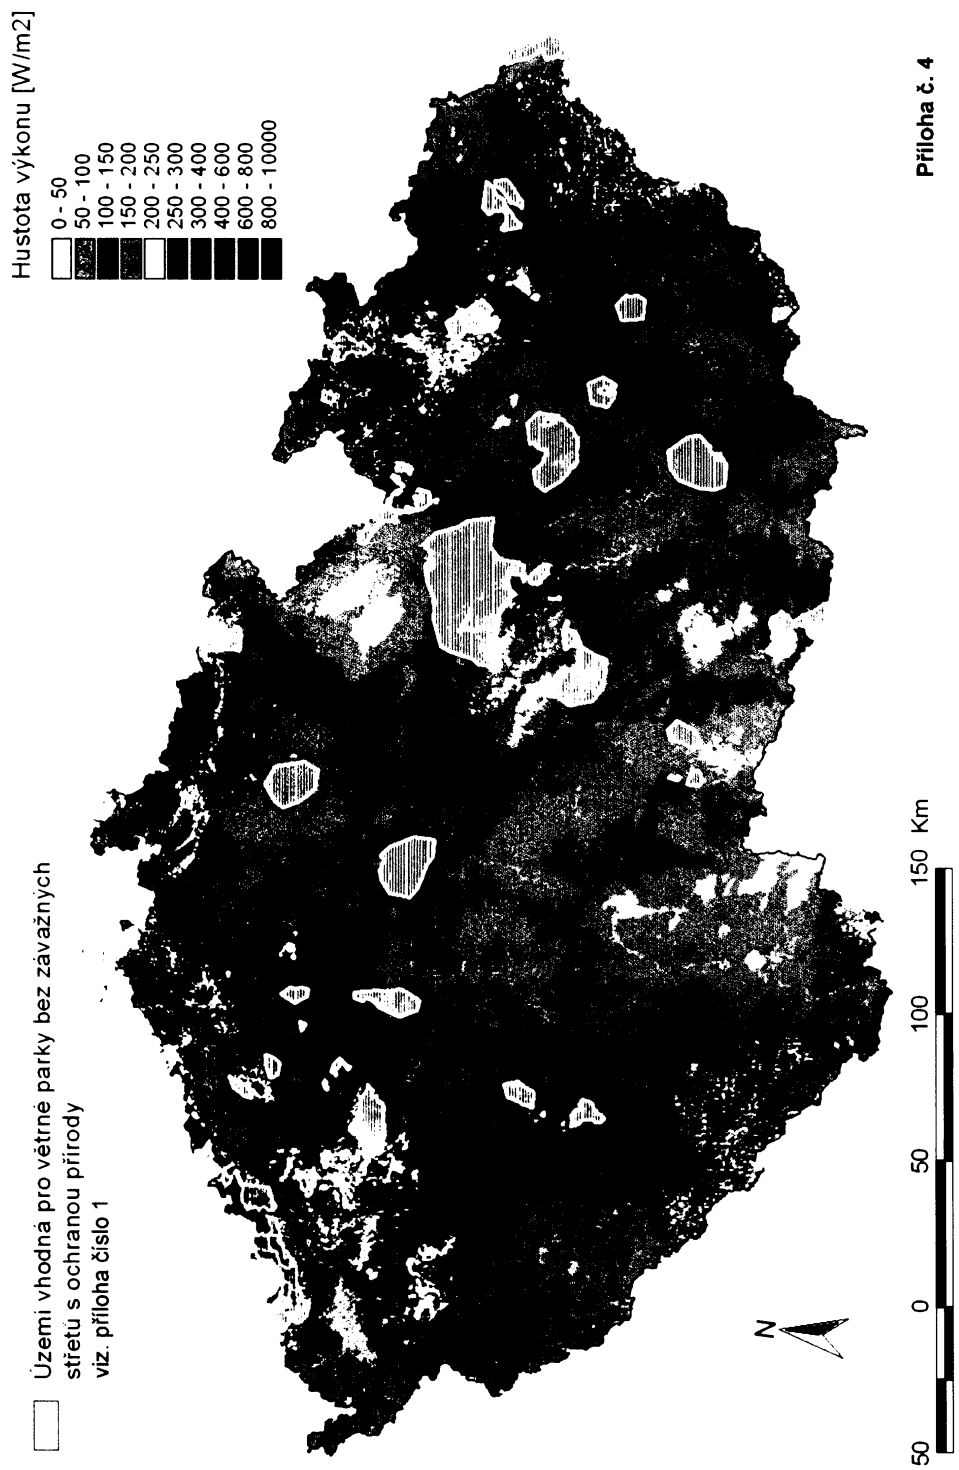 Území vhodná pro větrné parky bez závažných
střetů s ochranou přírody
viz. příloha číslo 1
Hustota výkonu [W/m2]
0 - 50
50 - 100
100 - 150
150 - 200
200 - 250
250 - 300
300 - 400
400 - 600
600 - 800
800 - 10000
N
50 0 50 100 150 Km
Příloha č. 4